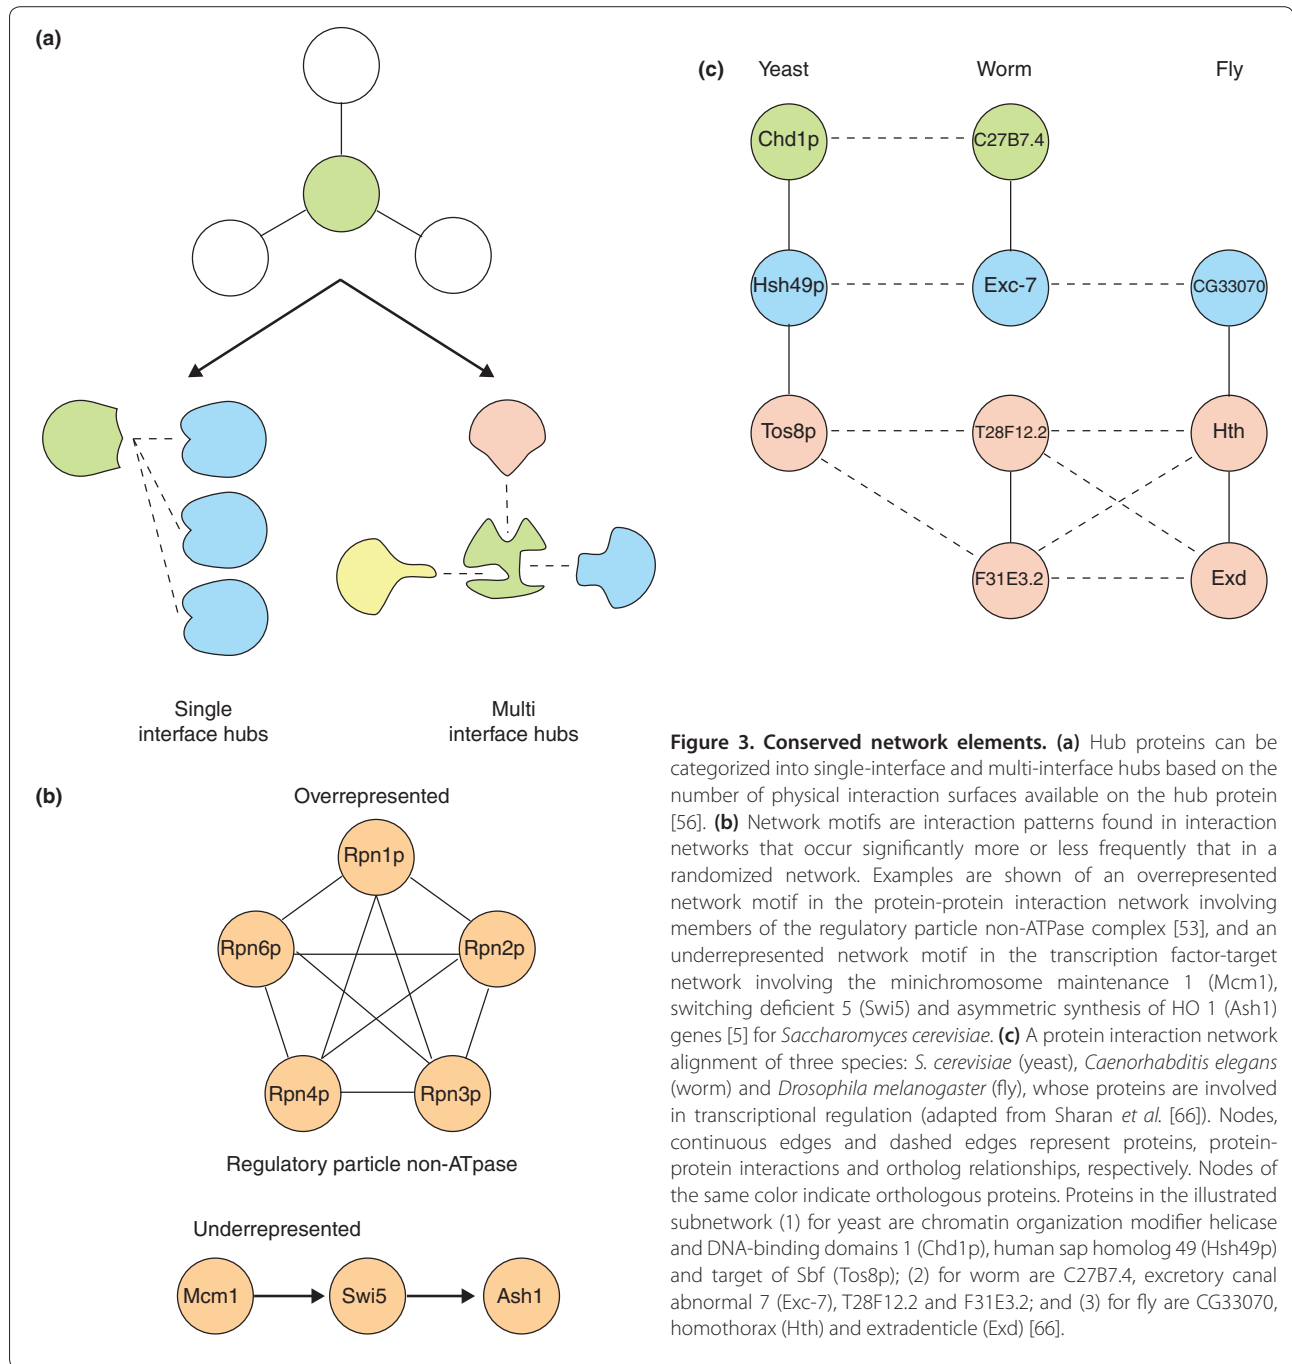 (a)
Single
interface hubs
Multi
interface hubs
(b)
Overrepresented
Rpn1p
Rpn6p
Rpn2p
Rpn4p
Rpn3p
Regulatory particle non-ATpase
Underrepresented
Mcm1
Swi5
Ash1
(c)
Yeast
Worm
Fly
Chd1p
C27B7.4
Hsh49p
Exc-7
CG33070
Tos8p
T28F12.2
Hth
F31E3.2
Exd
Figure 3. Conserved network elements. (a) Hub proteins can be
categorized into single-interface and multi-interface hubs based on the
number of physical interaction surfaces available on the hub protein
[56]. (b) Network motifs are interaction patterns found in interaction
networks that occur significantly more or less frequently that in a
randomized network. Examples are shown of an overrepresented
network motif in the protein-protein interaction network involving
members of the regulatory particle non-ATPase complex [53], and an
underrepresented network motif in the transcription factor-target
network involving the minichromosome maintenance 1 (Mcm1),
switching deficient 5 (Swi5) and asymmetric synthesis of HO 1 (Ash1)
genes [5] for Saccharomyces cerevisiae. (c) A protein interaction network
alignment of three species: S. cerevisiae (yeast), Caenorhabditis elegans
(worm) and Drosophila melanogaster (fly), whose proteins are involved
in transcriptional regulation (adapted from Sharan et al. [66]). Nodes,
continuous edges and dashed edges represent proteins, protein-
protein interactions and ortholog relationships, respectively. Nodes of
the same color indicate orthologous proteins. Proteins in the illustrated
subnetwork (1) for yeast are chromatin organization modifier helicase
and DNA-binding domains 1 (Chd1p), human sap homolog 49 (Hsh49p)
and target of Sbf (Tos8p); (2) for worm are C27B7.4, excretory canal
abnormal 7 (Exc-7), T28F12.2 and F31E3.2; and (3) for fly are CG33070,
homothorax (Hth) and extradenticle (Exd) [66].